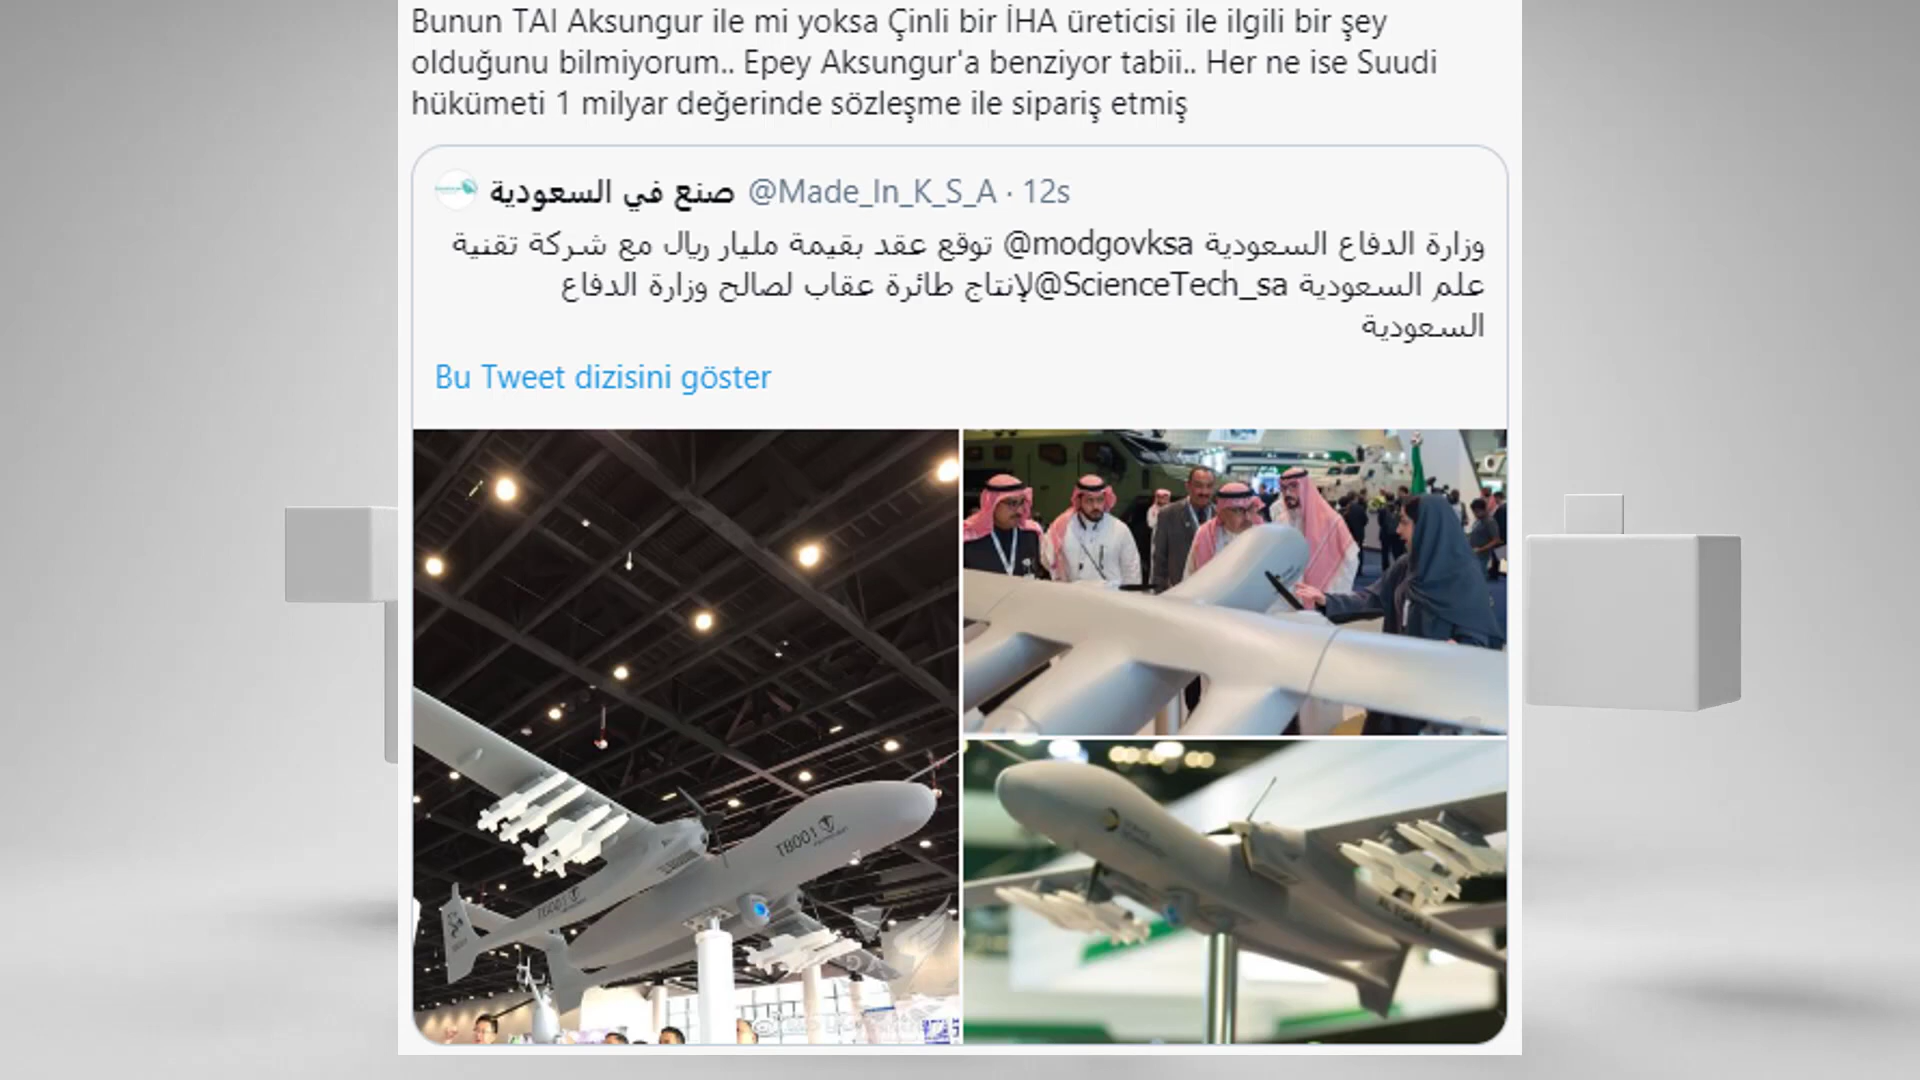 Bunun TAI Aksungur ile mi yoksa Çinli bir İHA üreticisi ile ilgili bir şey
olduğunu bilmiyorum.. Epey Aksungur'a benziyor tabii.. Her ne ise Suudi
hükümeti 1 milyar değerinde sözleşme ile sipariş etmiş
صنع في السعودية @Made_In_K_S_A · 12s
وزارة الدفاع السعودية @modgovksa توقع عقد بقيمة مليار ريال مع شركة تقنية
علم السعودية @ScienceTech_sa لإنتاج طائرة عقاب لصالح وزارة الدفاع
السعودية
Bu Tweet dizisini göster
TB001
TB001